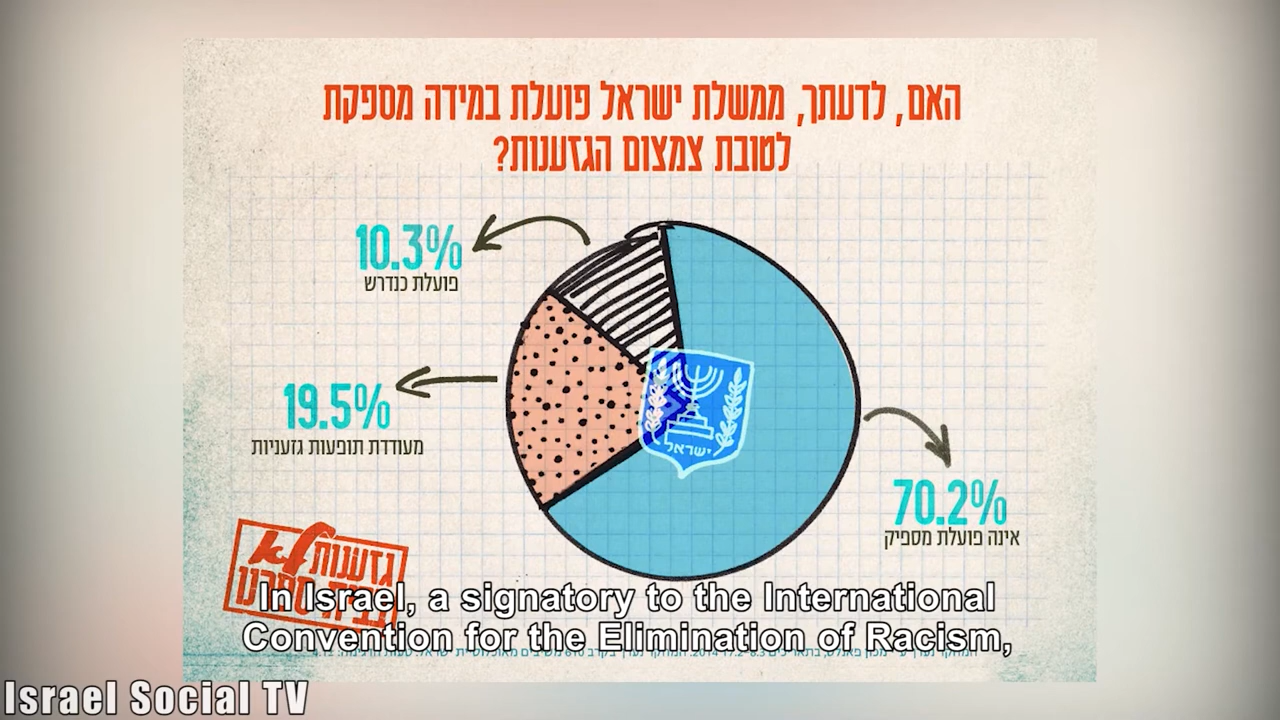 האם, לדעתך, ממשלת ישראל פועלת במידה מספקת
לטובת צמצום הגזענות?
10.3%
פועלת כנדרש
19.5%
מעודדת תופעות גזעניות
70.2%
אינה פועלת מספיק
ישראל
גזענות
In Israel, a signatory to the International
Convention for the Elimination of Racism,
Israel Social TV